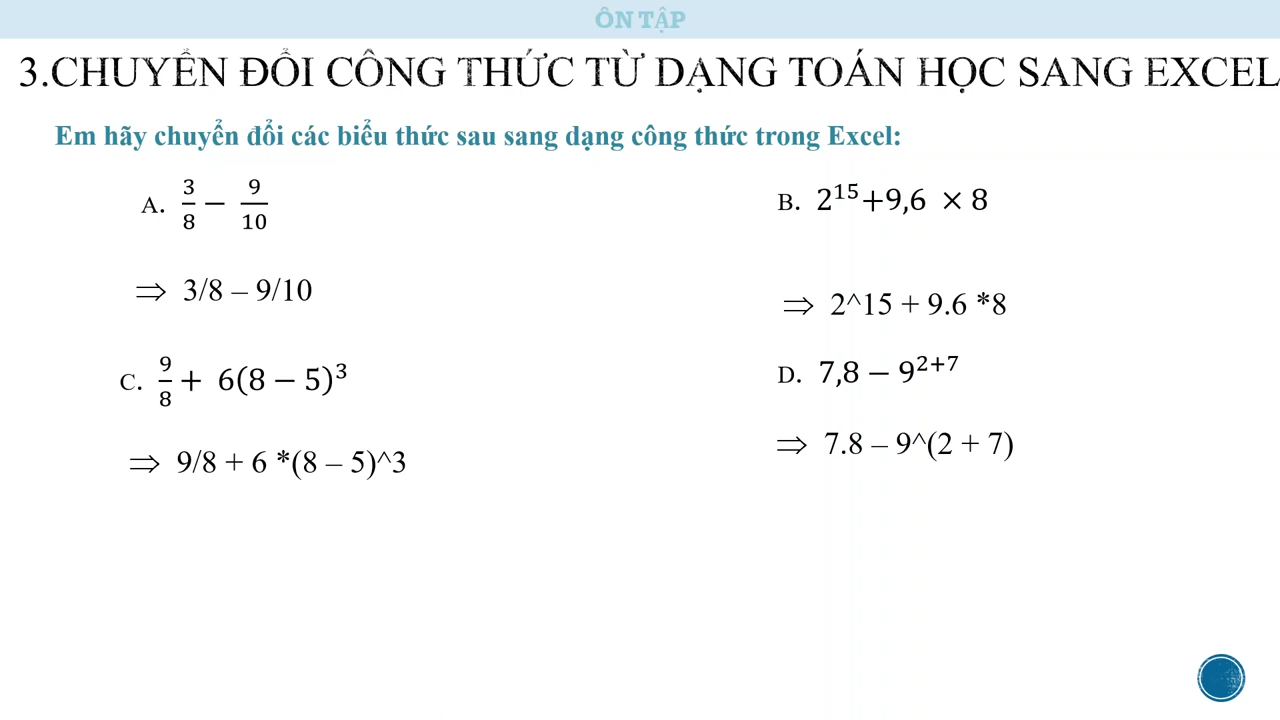 ÔN TẬP
3.CHUYỂN ĐỔI CÔNG THỨC TỪ DẠNG TOÁN HỌC SANG EXCEL
Em hãy chuyển đổi các biểu thức sau sang dạng công thức trong Excel:
A. 3/8 − 9/10
B. 2^15+9,6 × 8
⇒ 3/8 – 9/10
⇒ 2^15 + 9.6 *8
C. 9/8 + 6(8 − 5)^3
D. 7,8 − 9^(2+7)
⇒ 9/8 + 6 *(8 – 5)^3
⇒ 7.8 – 9^(2 + 7)